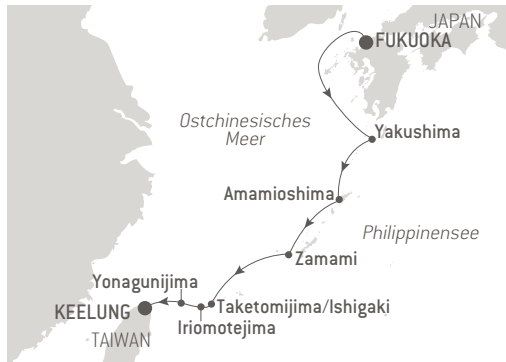 JAPAN
FUKUOKA
Ostchinesisches
Meer
Yakushima
Amamioshima
Philippinensee
Zamami
Yonagunijima
Taketomijima/Ishigaki
KEELUNG
Iriomotejima
TAIWAN